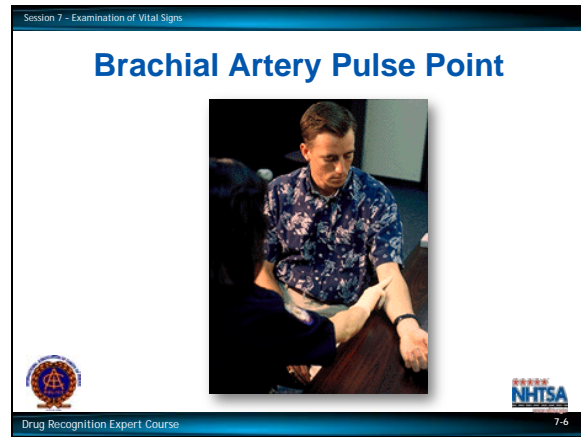 Session 7 - Examination of Vital Signs
Brachial Artery Pulse Point
NHTSA
Drug Recognition Expert Course
7-6